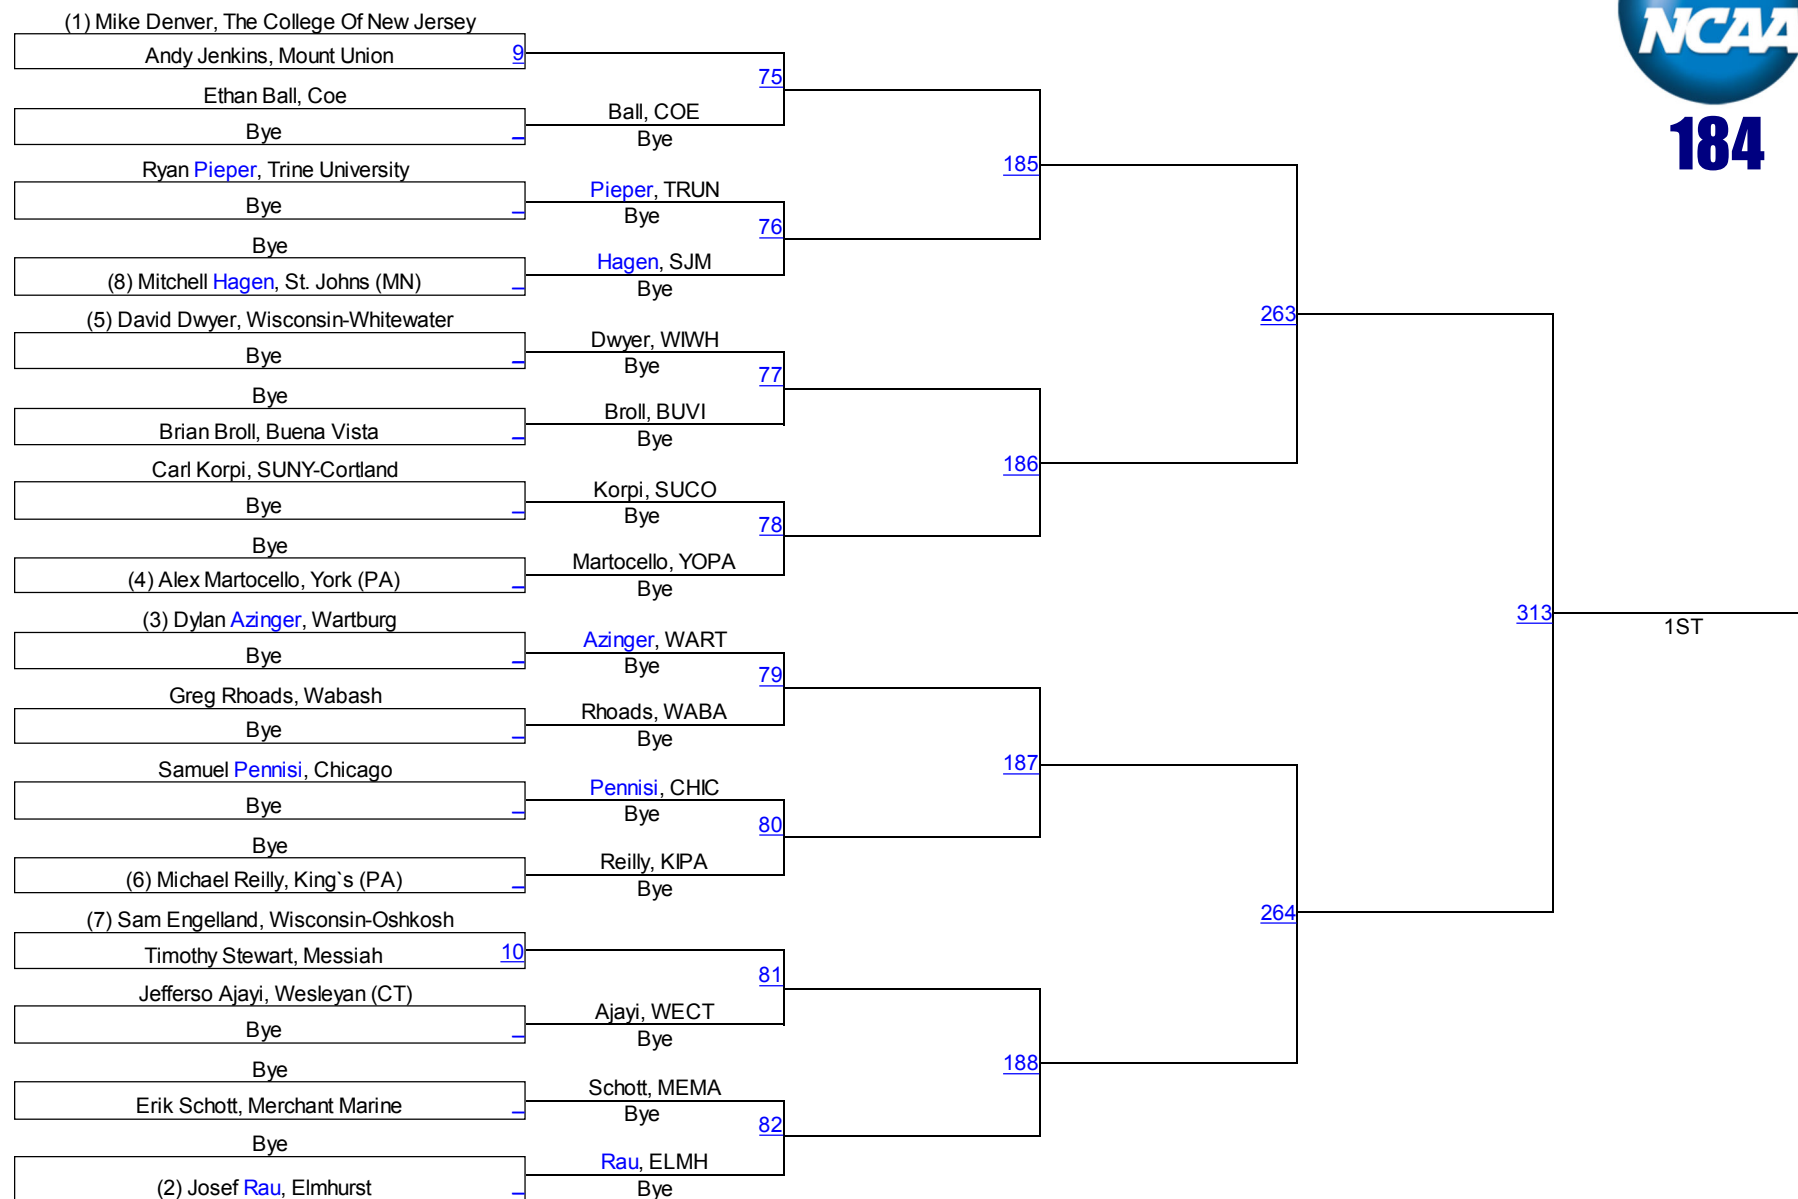 (1) Mike Denver, The College Of New Jersey
Andy Jenkins, Mount Union
9
Ethan Ball, Coe
Bye
Ryan Pieper, Trine University
Bye
Bye
(8) Mitchell Hagen, St. Johns (MN)
(5) David Dwyer, Wisconsin-Whitewater
Bye
Bye
Brian Broll, Buena Vista
Carl Korpi, SUNY-Cortland
Bye
Bye
(4) Alex Martocello, York (PA)
(3) Dylan Azinger, Wartburg
Bye
Greg Rhoads, Wabash
Bye
Samuel Pennisi, Chicago
Bye
Bye
(6) Michael Reilly, King`s (PA)
(7) Sam Engelland, Wisconsin-Oshkosh
Timothy Stewart, Messiah
10
Jefferso Ajayi, Wesleyan (CT)
Bye
Bye
Erik Schott, Merchant Marine
Bye
(2) Josef Rau, Elmhurst
75
Ball, COE
Bye
Pieper, TRUN
Bye
76
Hagen, SJM
Bye
Dwyer, WIWH
Bye
77
Broll, BUVI
Bye
Korpi, SUCO
Bye
78
Martocello, YOPA
Bye
Azinger, WART
Bye
79
Rhoads, WABA
Bye
Pennisi, CHIC
Bye
80
Reilly, KIPA
Bye
81
Ajayi, WECT
Bye
Schott, MEMA
Bye
82
Rau, ELMH
Bye
185
186
187
188
263
264
313
1ST
NCAA
184